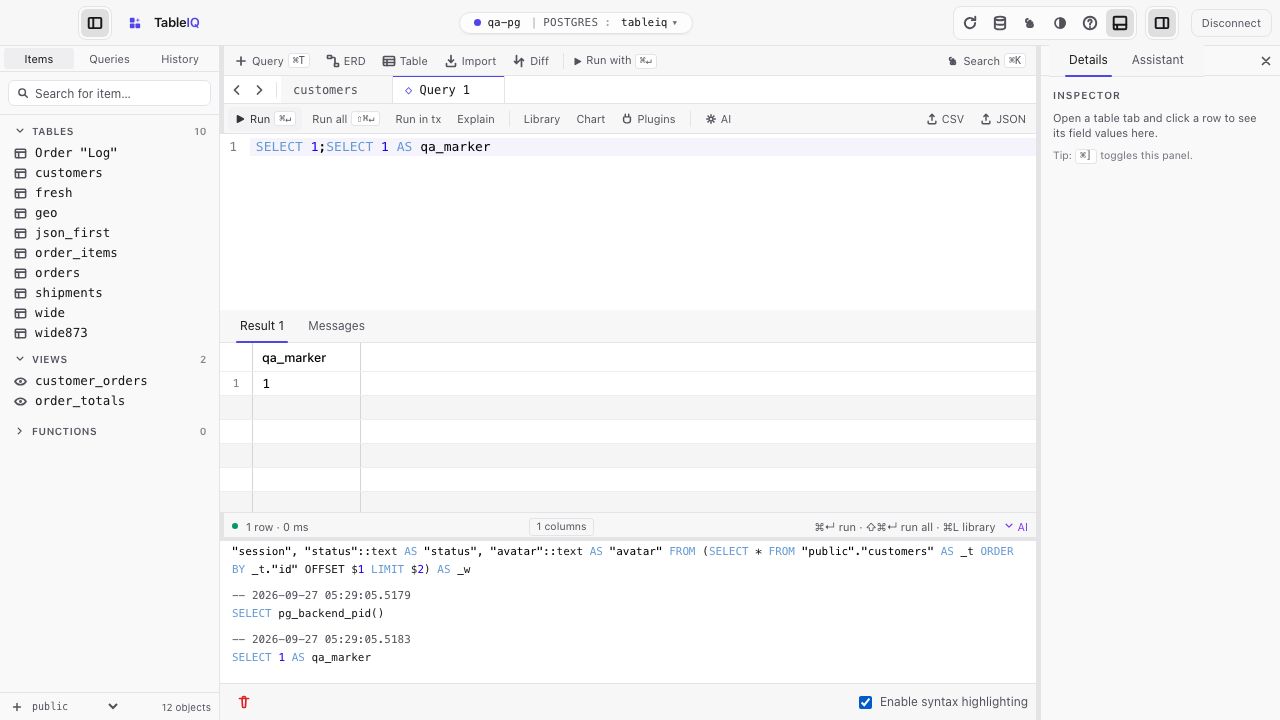 TableIQ
qa-pg | POSTGRES : tableiq ▾
Disconnect
Items Queries History
Search for item...
TABLES 10
Order "Log"
customers
fresh
geo
json_first
order_items
orders
shipments
wide
wide873
VIEWS 2
customer_orders
order_totals
FUNCTIONS 0
+ public 12 objects
+ Query ⌘T ERD Table Import Diff Run with ⌘↵ Search ⌘K
customers ◇ Query 1
Run ⌘↵ Run all ⇧⌘↵ Run in tx Explain Library Chart Plugins AI CSV JSON
1 SELECT 1;SELECT 1 AS qa_marker
Result 1 Messages
qa_marker
1 1
1 row · 0 ms 1 columns ⌘↵ run · ⇧⌘↵ run all · ⌘L library AI
"session", "status"::text AS "status", "avatar"::text AS "avatar" FROM (SELECT * FROM "public"."customers" AS _t ORDER
BY _t."id" OFFSET $1 LIMIT $2) AS _w
-- 2026-09-27 05:29:05.5179
SELECT pg_backend_pid()
-- 2026-09-27 05:29:05.5183
SELECT 1 AS qa_marker
Enable syntax highlighting
Details Assistant
INSPECTOR
Open a table tab and click a row to see
its field values here.
Tip: ⌘] toggles this panel.